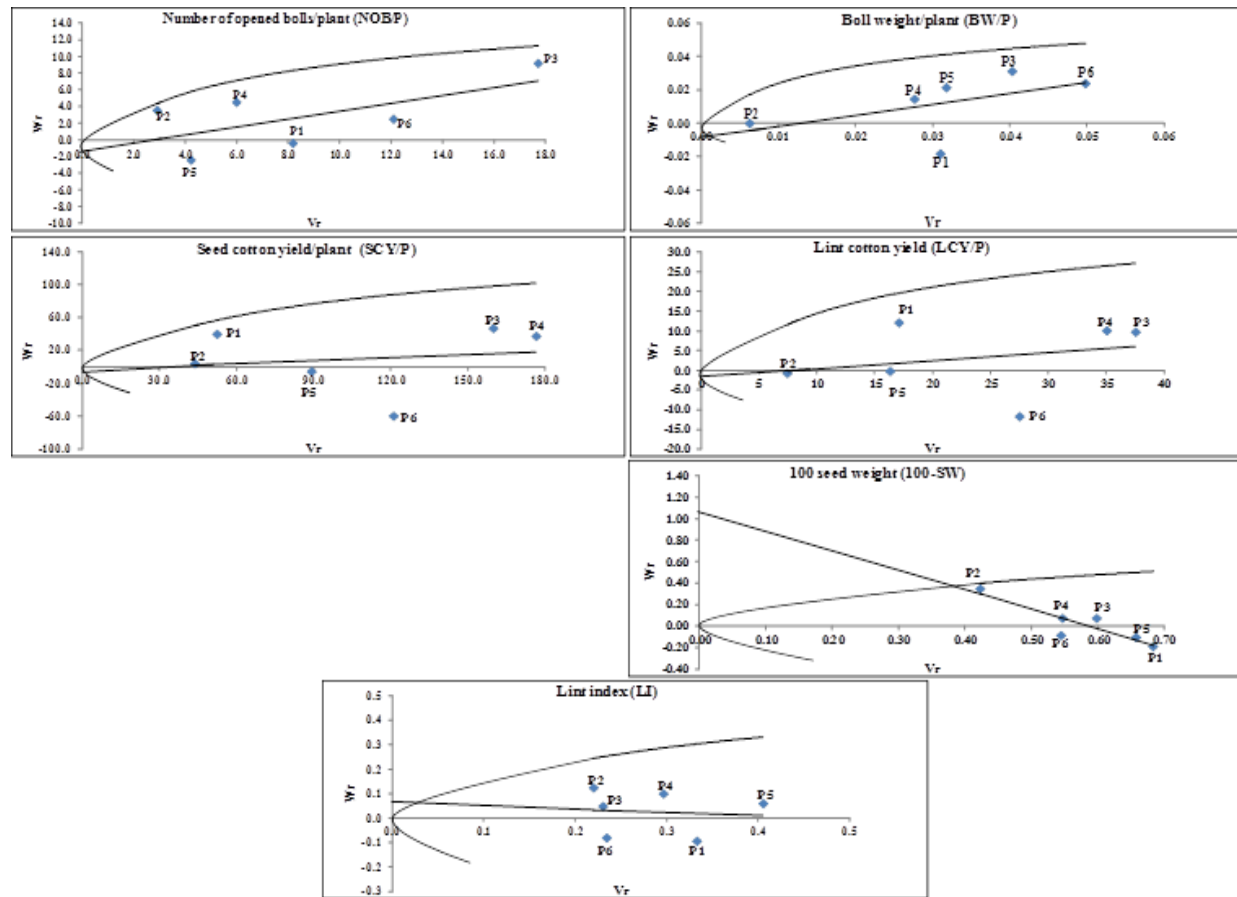 Number of opened bolls/plant (NOB/P)
14.0
12.0
10.0
8.0
6.0
4.0
2.0
0.0
-2.0
-4.0
-6.0
-8.0
-10.0
Wr
0.0 2.0 4.0 6.0 8.0 10.0 12.0 14.0 16.0 18.0
P3
P4
P2
P1
P6
P5
Vr
Boll weight/plant (BW/P)
0.06
0.04
0.02
0.00
-0.02
-0.04
-0.06
Wr
0.00 0.01 0.02 0.03 0.04 0.05 0.06
P3
P6
P5
P4
P2
P1
Vr
Seed cotton yield/plant (SCY/P)
140.0
100.0
60.0
20.0
-20.0
-60.0
-100.0
Wr
0.0 30.0 60.0 90.0 120.0 150.0 180.0
P1
P3
P4
P2
P5
P6
Vr
Lint cotton yield (LCY/P)
30.0
25.0
20.0
15.0
10.0
5.0
0.0
-5.0
-10.0
-15.0
-20.0
Wr
0 5 10 15 20 25 30 35 40
P1
P4
P3
P2
P5
P6
Vr
100 seed weight (100-SW)
1.40
1.20
1.00
0.80
0.60
0.40
0.20
0.00
-0.20
-0.40
Wr
0.00 0.10 0.20 0.30 0.40 0.50 0.60 0.70
P2
P4
P3
P6
P5
P1
Vr
Lint index (LI)
0.5
0.4
0.3
0.2
0.1
0.0
-0.1
-0.2
-0.3
Wr
0.0 0.1 0.2 0.3 0.4 0.5
P2
P4
P5
P3
P6
P1
Vr